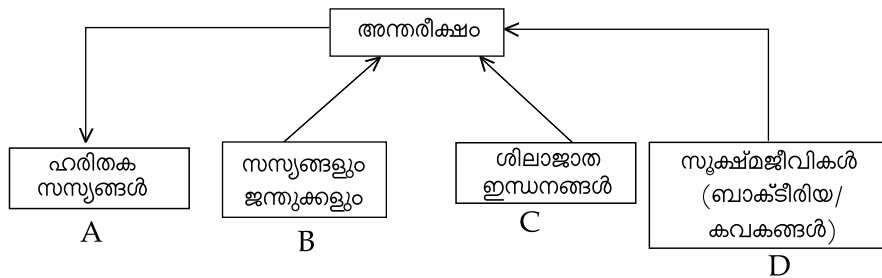 അന്തരീക്ഷം
ഹരിതക
സസ്യങ്ങൾ
A
സസ്യങ്ങളും
ജന്തുക്കളും
B
ശിലാജാത
ഇന്ധനങ്ങൾ
C
സൂക്ഷ്മജീവികൾ
(ബാക്ടീരിയ/
കവകങ്ങൾ)
D